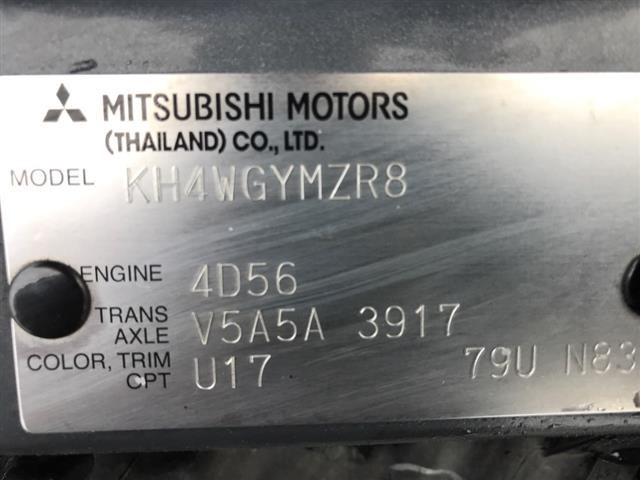 MITSUBISHI MOTORS
(THAILAND) CO., LTD.
MODEL KH4WGYMZR8
ENGINE 4D56
TRANS AXLE V5A5A 3917
COLOR, TRIM CPT U17 79U N83